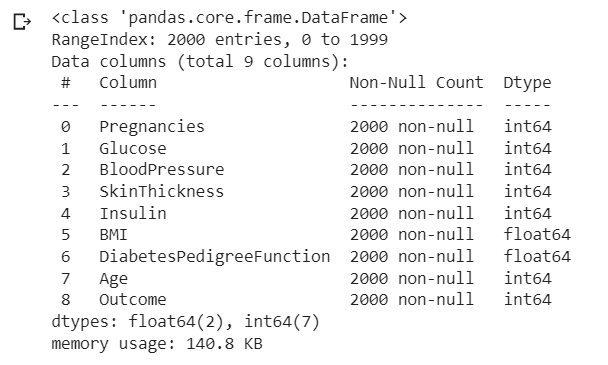 <class 'pandas.core.frame.DataFrame'>
RangeIndex: 2000 entries, 0 to 1999
Data columns (total 9 columns):
 #   Column                    Non-Null Count  Dtype
---  ------                    --------------  -----
 0   Pregnancies               2000 non-null   int64
 1   Glucose                   2000 non-null   int64
 2   BloodPressure             2000 non-null   int64
 3   SkinThickness             2000 non-null   int64
 4   Insulin                   2000 non-null   int64
 5   BMI                       2000 non-null   float64
 6   DiabetesPedigreeFunction  2000 non-null   float64
 7   Age                       2000 non-null   int64
 8   Outcome                   2000 non-null   int64
dtypes: float64(2), int64(7)
memory usage: 140.8 KB